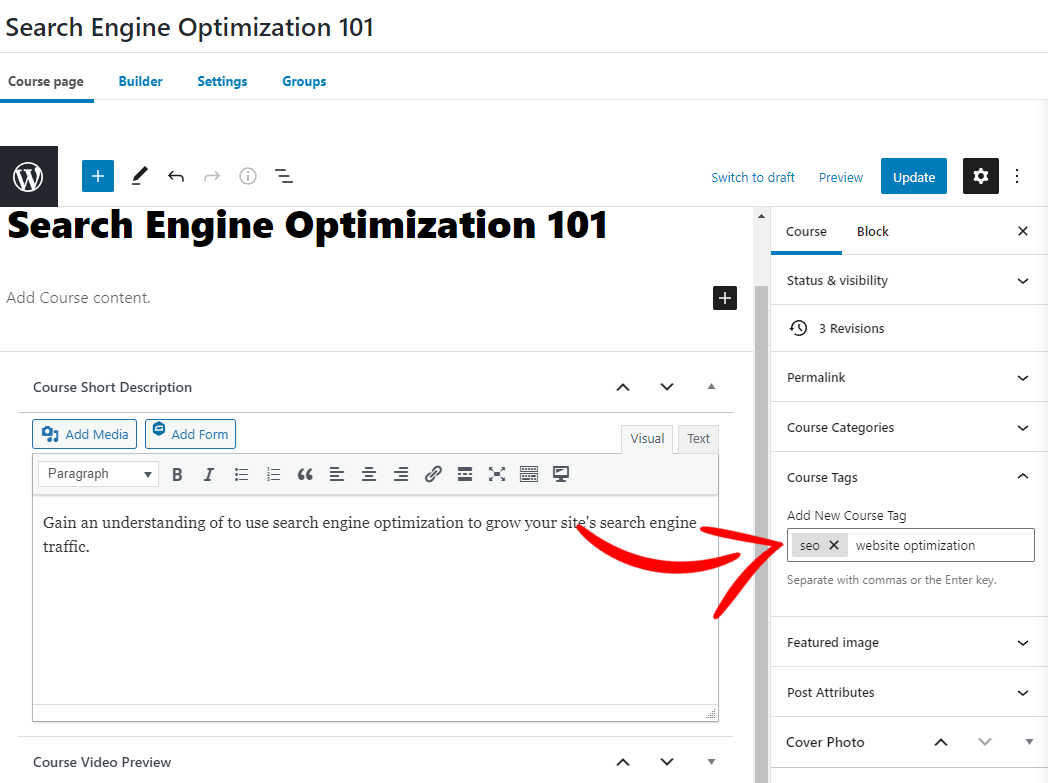 Search Engine Optimization 101
Course page Builder Settings Groups
Switch to draft Preview Update
Search Engine Optimization 101
Add Course content.
Course Short Description
Add Media Add Form
Visual Text
Paragraph
Gain an understanding of to use search engine optimization to grow your site's search engine
traffic.
Course Video Preview
Course Block
Status & visibility
3 Revisions
Permalink
Course Categories
Course Tags
Add New Course Tag
seo website optimization
Separate with commas or the Enter key.
Featured image
Post Attributes
Cover Photo